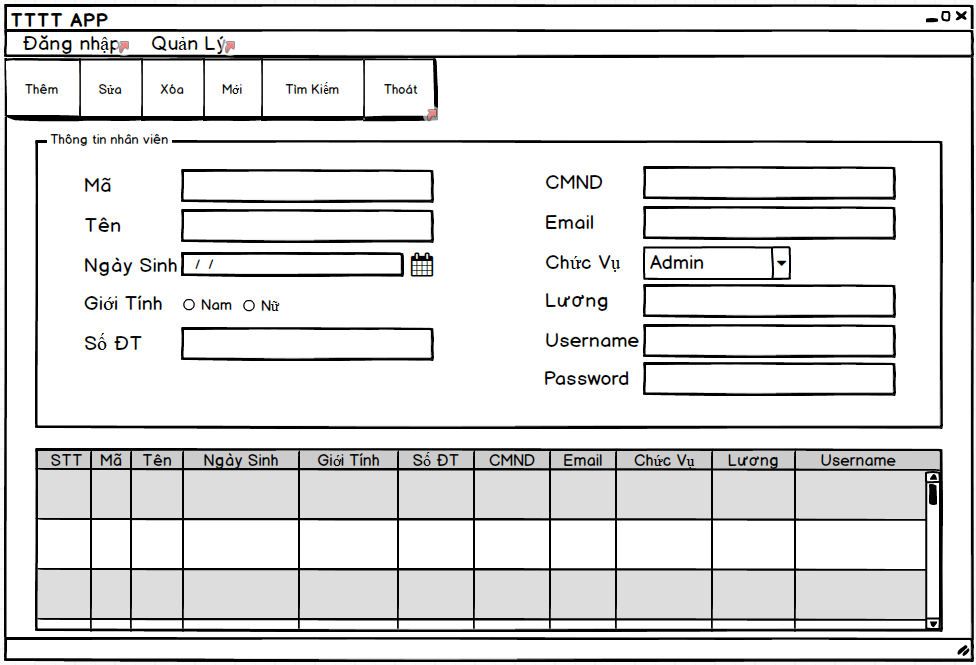 TTTT APP
Đăng nhập Quản Lý
Thêm Sửa Xóa Mới Tìm Kiếm Thoát
Thông tin nhân viên
Mã
Tên
Ngày Sinh / /
Giới Tính Nam Nữ
Số ĐT
CMND
Email
Chức Vụ Admin
Lương
Username
Password
STT Mã Tên Ngày Sinh Giới Tính Số ĐT CMND Email Chức Vụ Lương Username